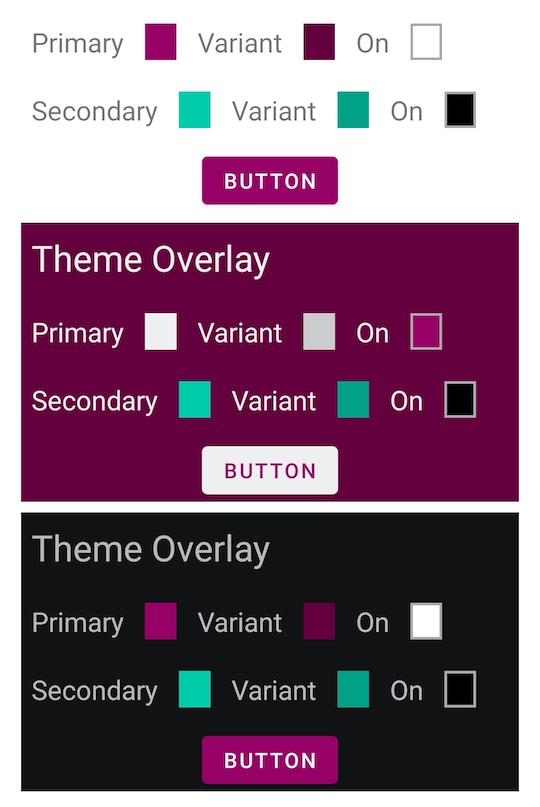 Primary Variant On
Secondary Variant On
BUTTON
Theme Overlay
Primary Variant On
Secondary Variant On
BUTTON
Theme Overlay
Primary Variant On
Secondary Variant On
BUTTON